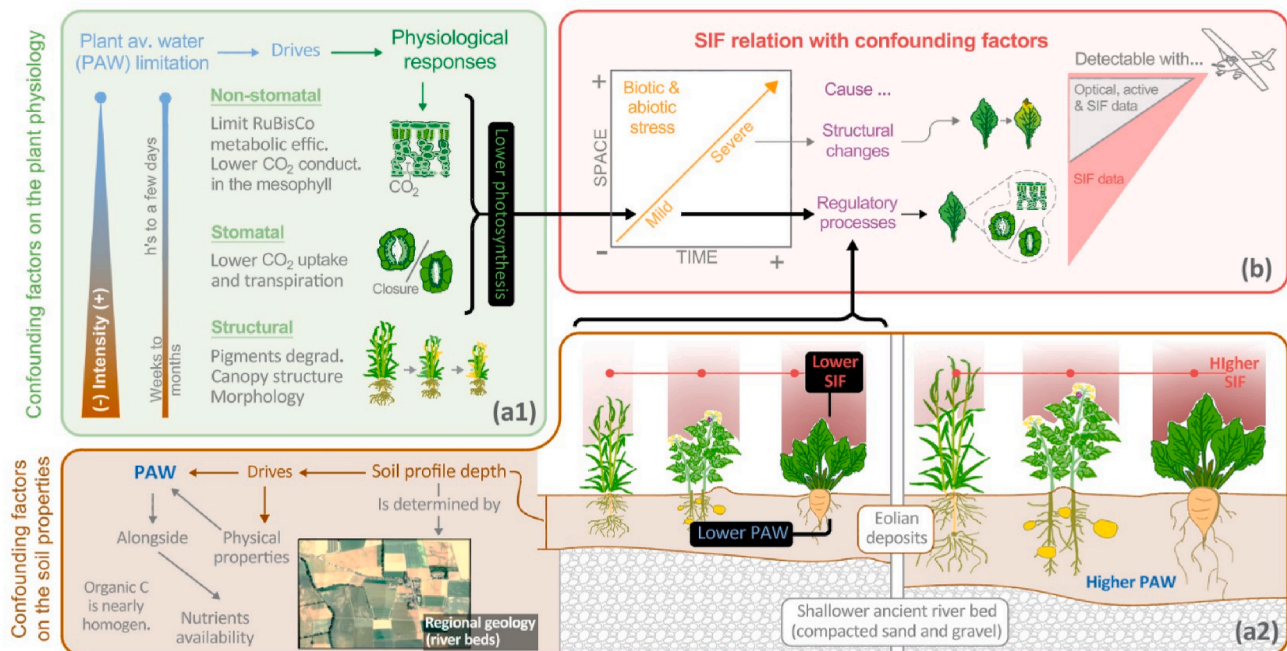 Confounding factors on the plant physiology
Plant av. water
(PAW) limitation
Drives
Physiological
responses
(-) Intensity (+)
h's to a few days
Weeks to
months
Non-stomatal
Limit RuBisCo
metabolic effic.
Lower CO₂ conduct.
in the mesophyll
CO₂
Stomatal
Lower CO₂ uptake
and transpiration
Closure
Structural
Pigments degrad.
Canopy structure
Morphology
Lower photosynthesis
(a1)
SIF relation with confounding factors
+
SPACE
−
Biotic &
abiotic
stress
Severe
Mild
TIME
+
Cause ...
Structural
changes
Regulatory
processes
Detectable with...
Optical, active
& SIF data
SIF data
(b)
Confounding factors
on the soil properties
PAW
Drives
Soil profile depth
Is determined by
Alongside
Physical
properties
Organic C
is nearly
homogen.
Nutrients
availability
Regional geology
(river beds)
Lower
SIF
Lower PAW
HIgher
SIF
Eolian
deposits
Higher PAW
Shallower ancient river bed
(compacted sand and gravel)
(a2)